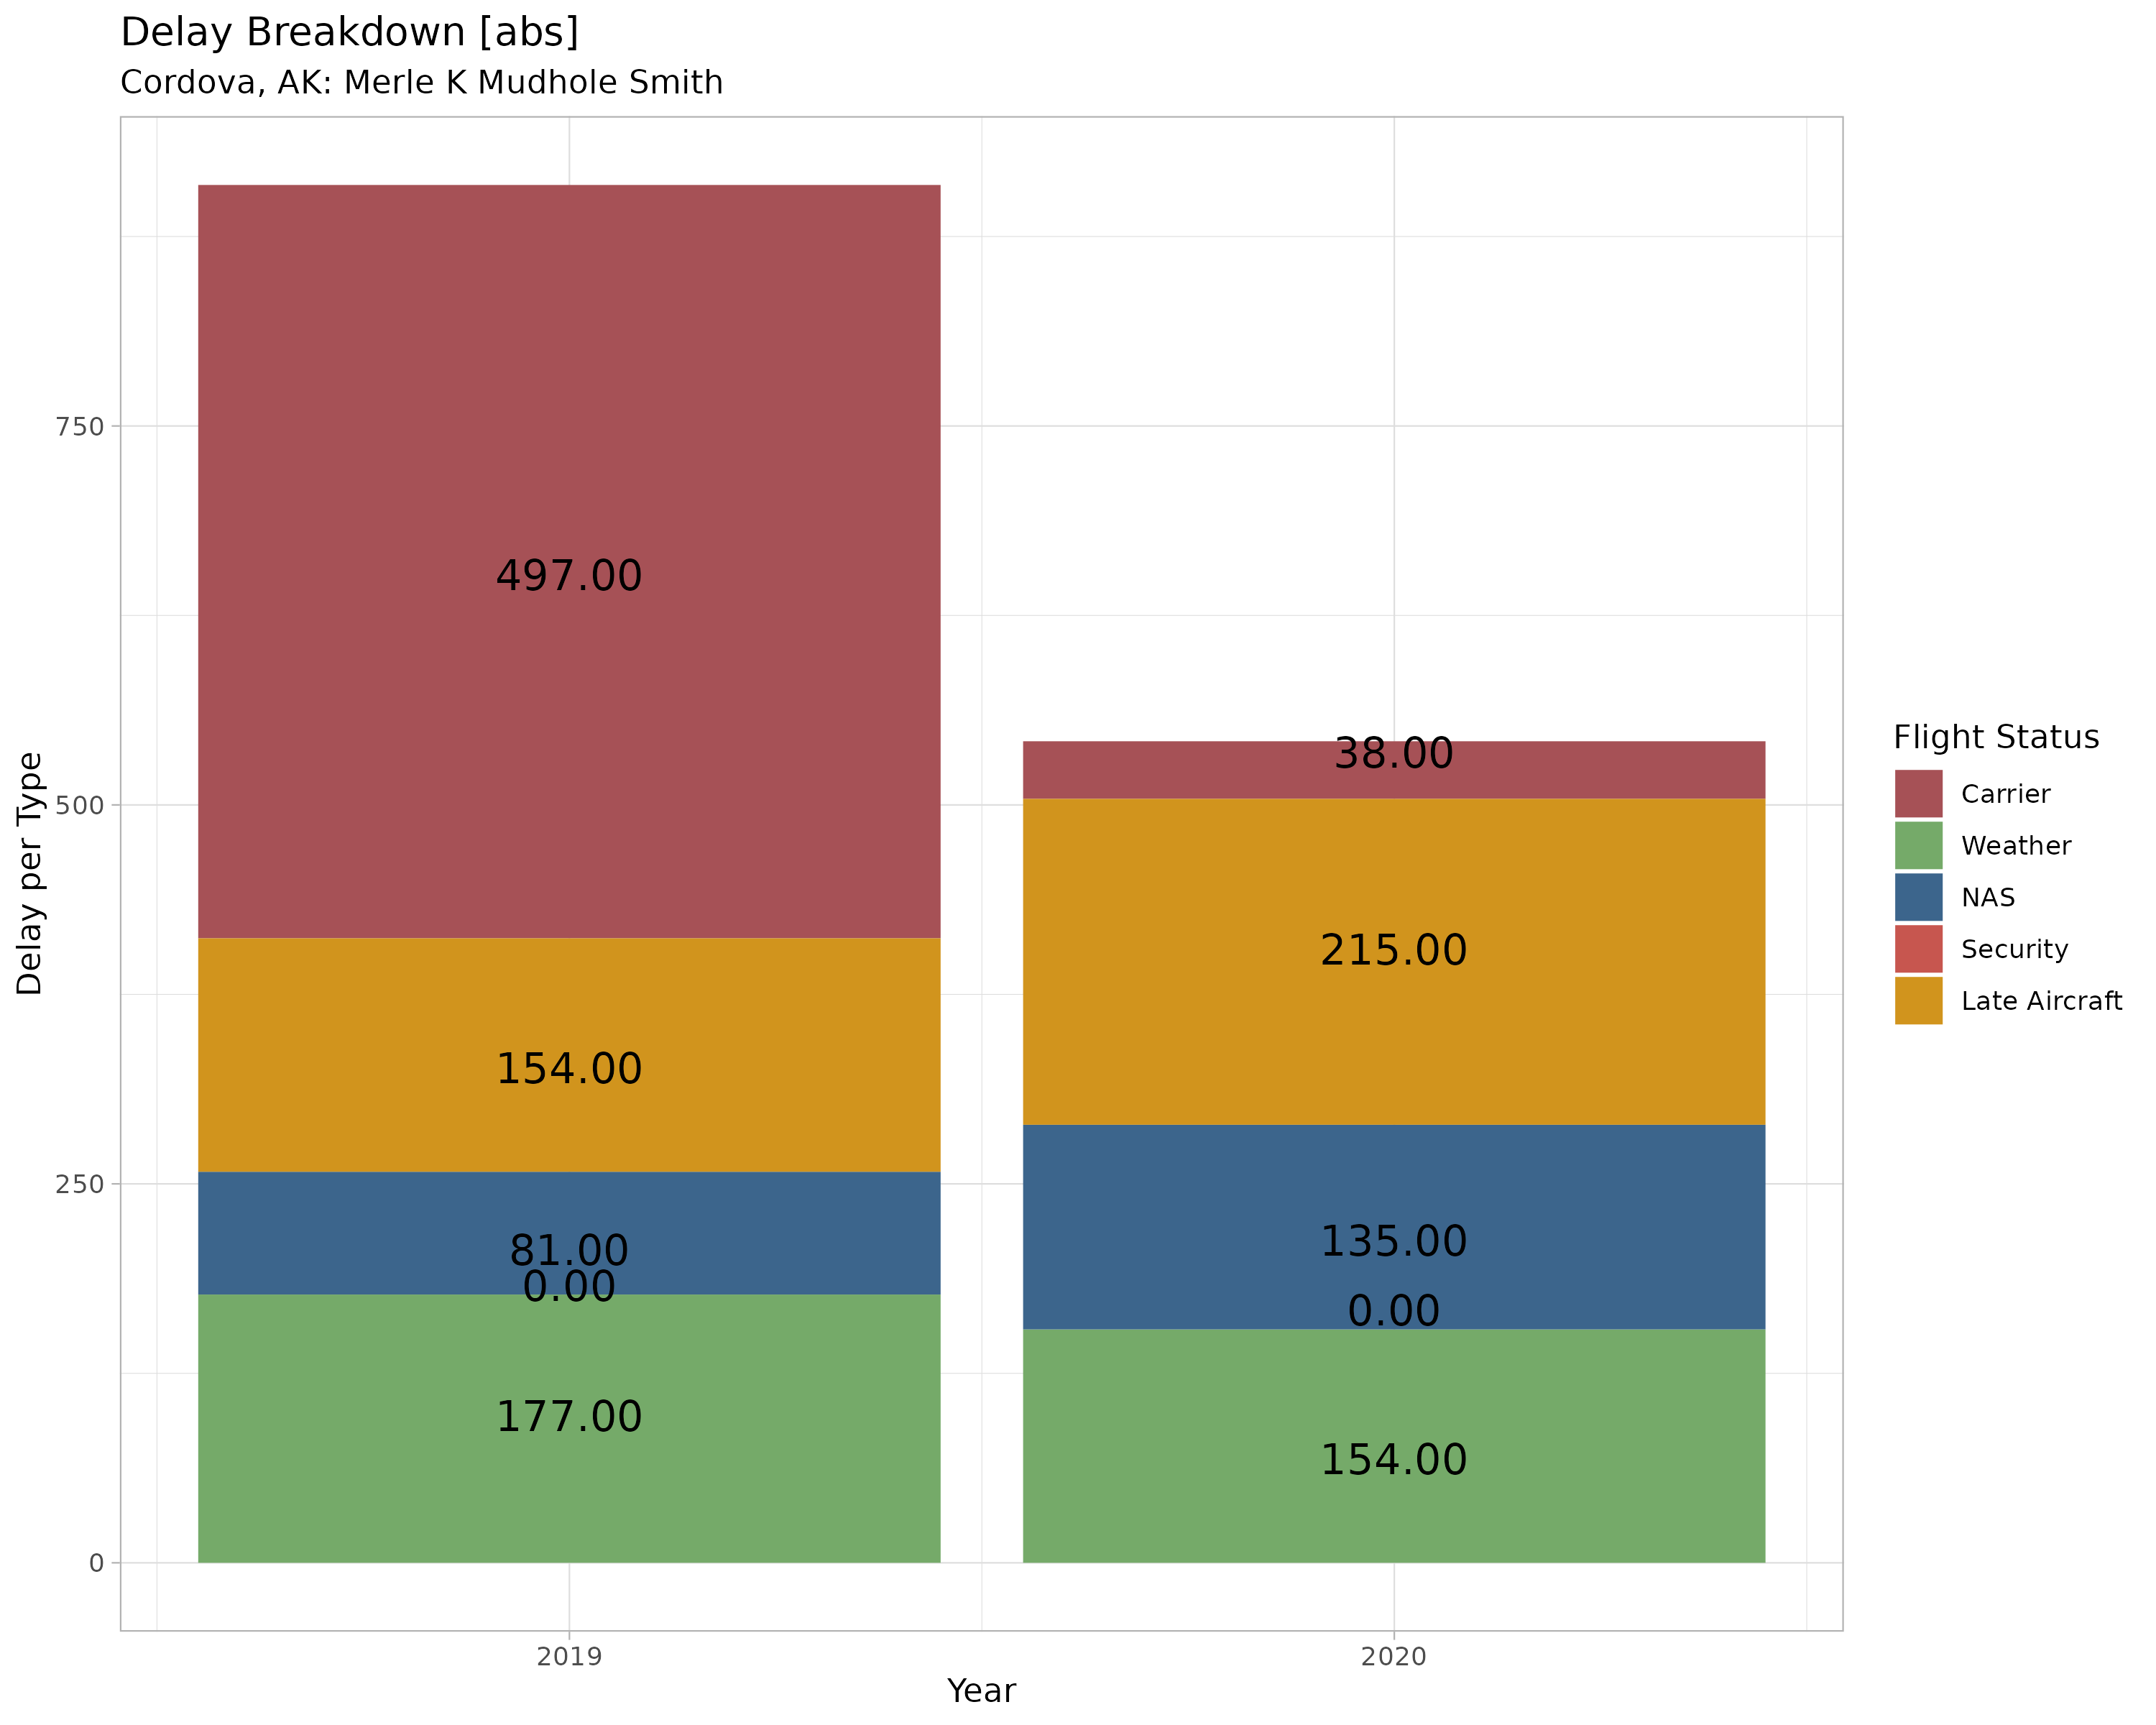 Delay Breakdown [abs]
Cordova, AK: Merle K Mudhole Smith
Delay per Type
750
500
250
0
497.00
154.00
81.00
0.00
177.00
38.00
215.00
135.00
0.00
154.00
2019
2020
Year
Flight Status
Carrier
Weather
NAS
Security
Late Aircraft